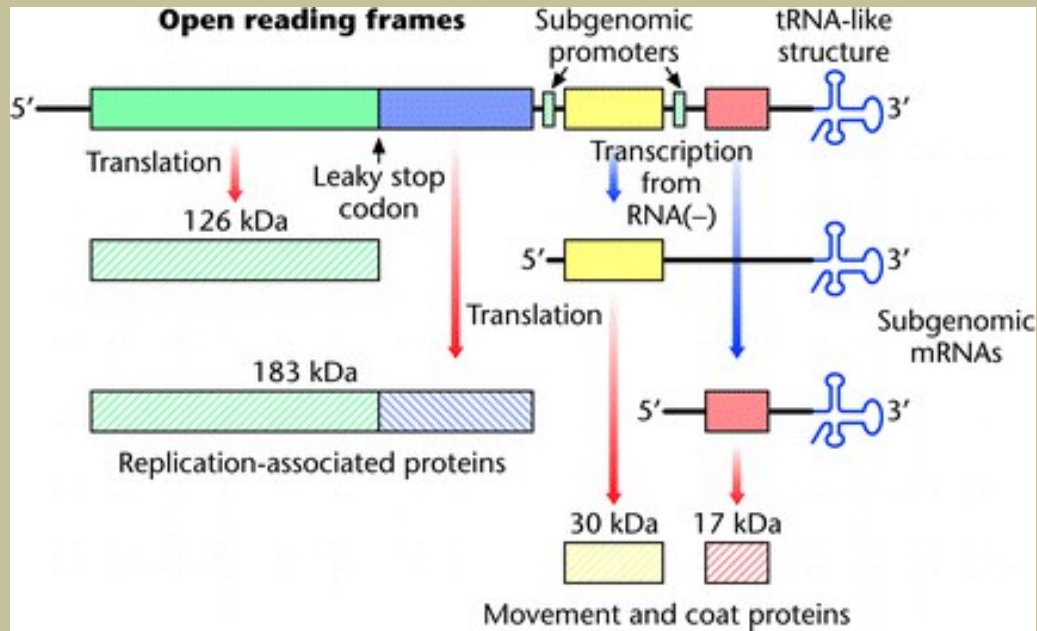 Open reading frames
Subgenomic
promoters
tRNA-like
structure
5′
3′
Translation
Leaky stop
codon
Transcription
from
RNA(–)
126 kDa
5′
3′
Translation
Subgenomic
mRNAs
183 kDa
5′
3′
Replication-associated proteins
30 kDa
17 kDa
Movement and coat proteins